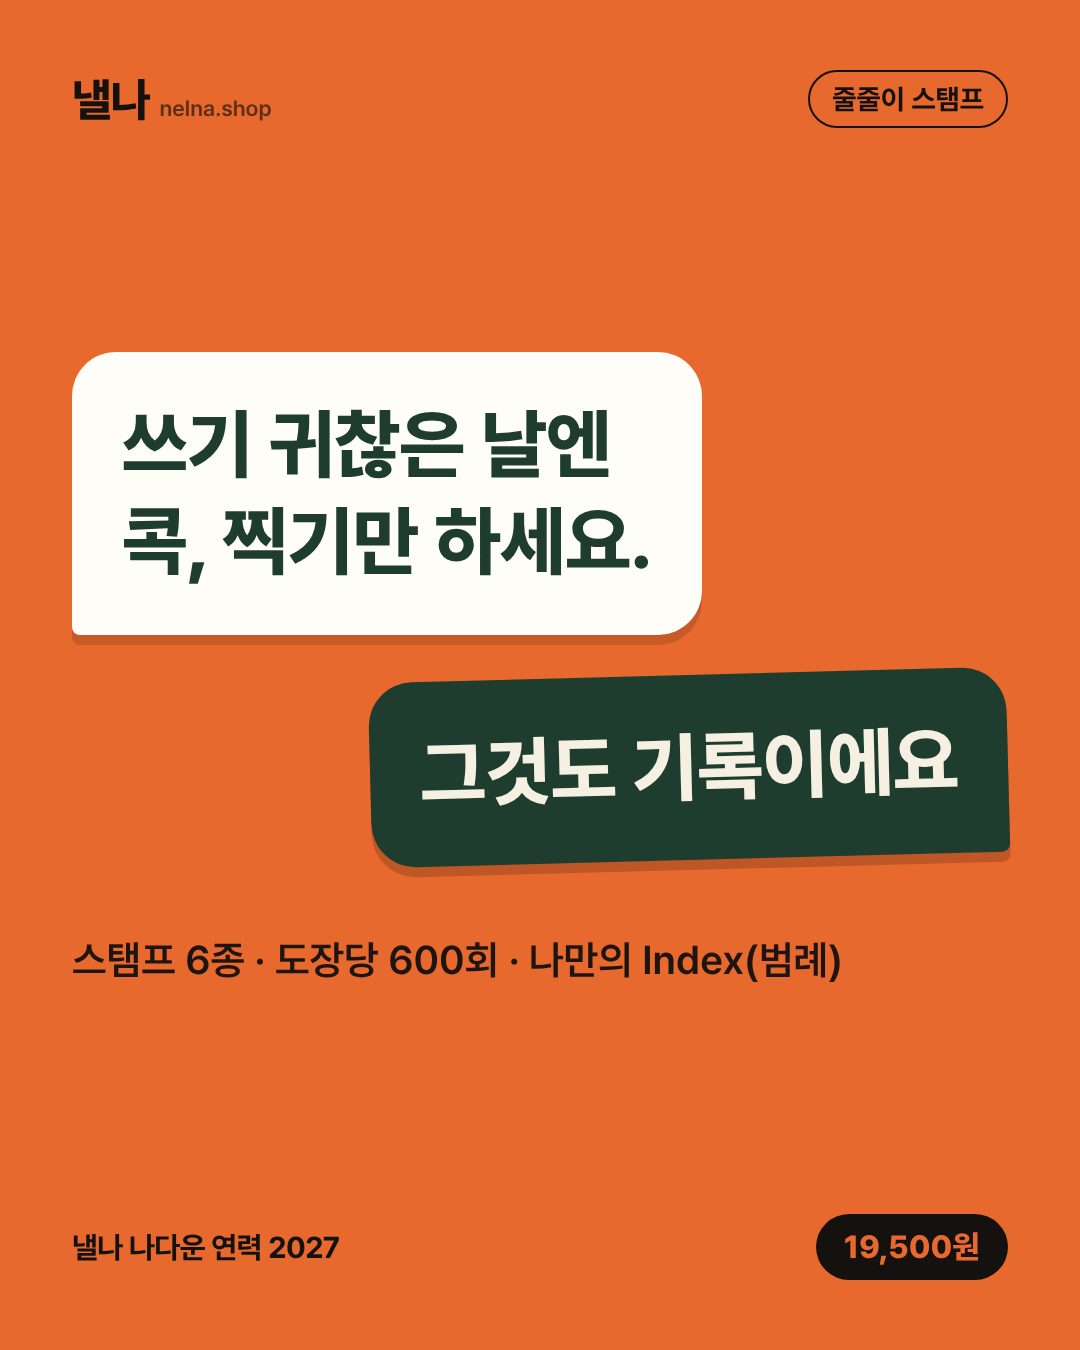 냴나 nelna.shop
줄줄이 스탬프
쓰기 귀찮은 날엔
콕, 찍기만 하세요.
그것도 기록이에요
스탬프 6종 · 도장당 600회 · 나만의 Index(범례)
냴나 나다운 연력 2027
19,500원